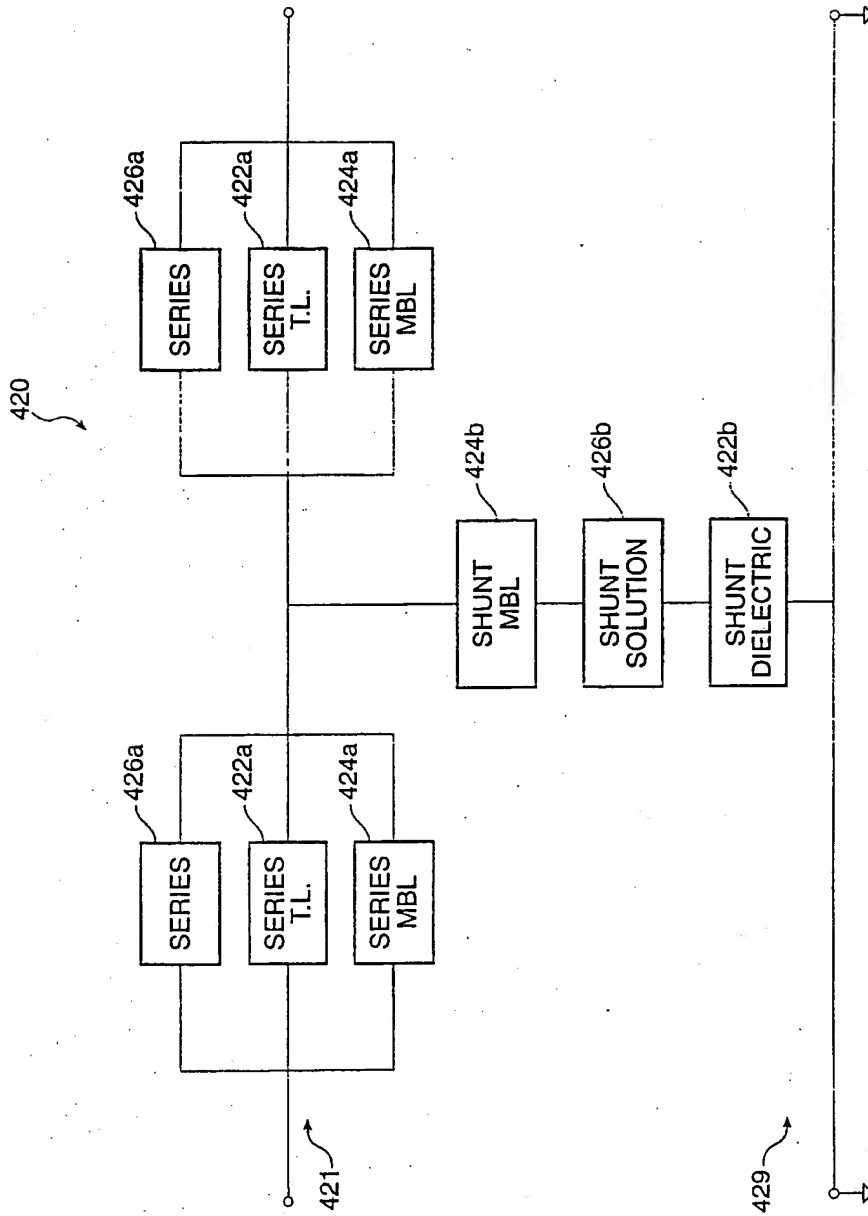 420
426a
SERIES
422a
SERIES
T.L.
424a
SERIES
MBL
426a
SERIES
422a
SERIES
T.L.
424a
SERIES
MBL
421
424b
SHUNT
MBL
426b
SHUNT
SOLUTION
422b
SHUNT
DIELECTRIC
429